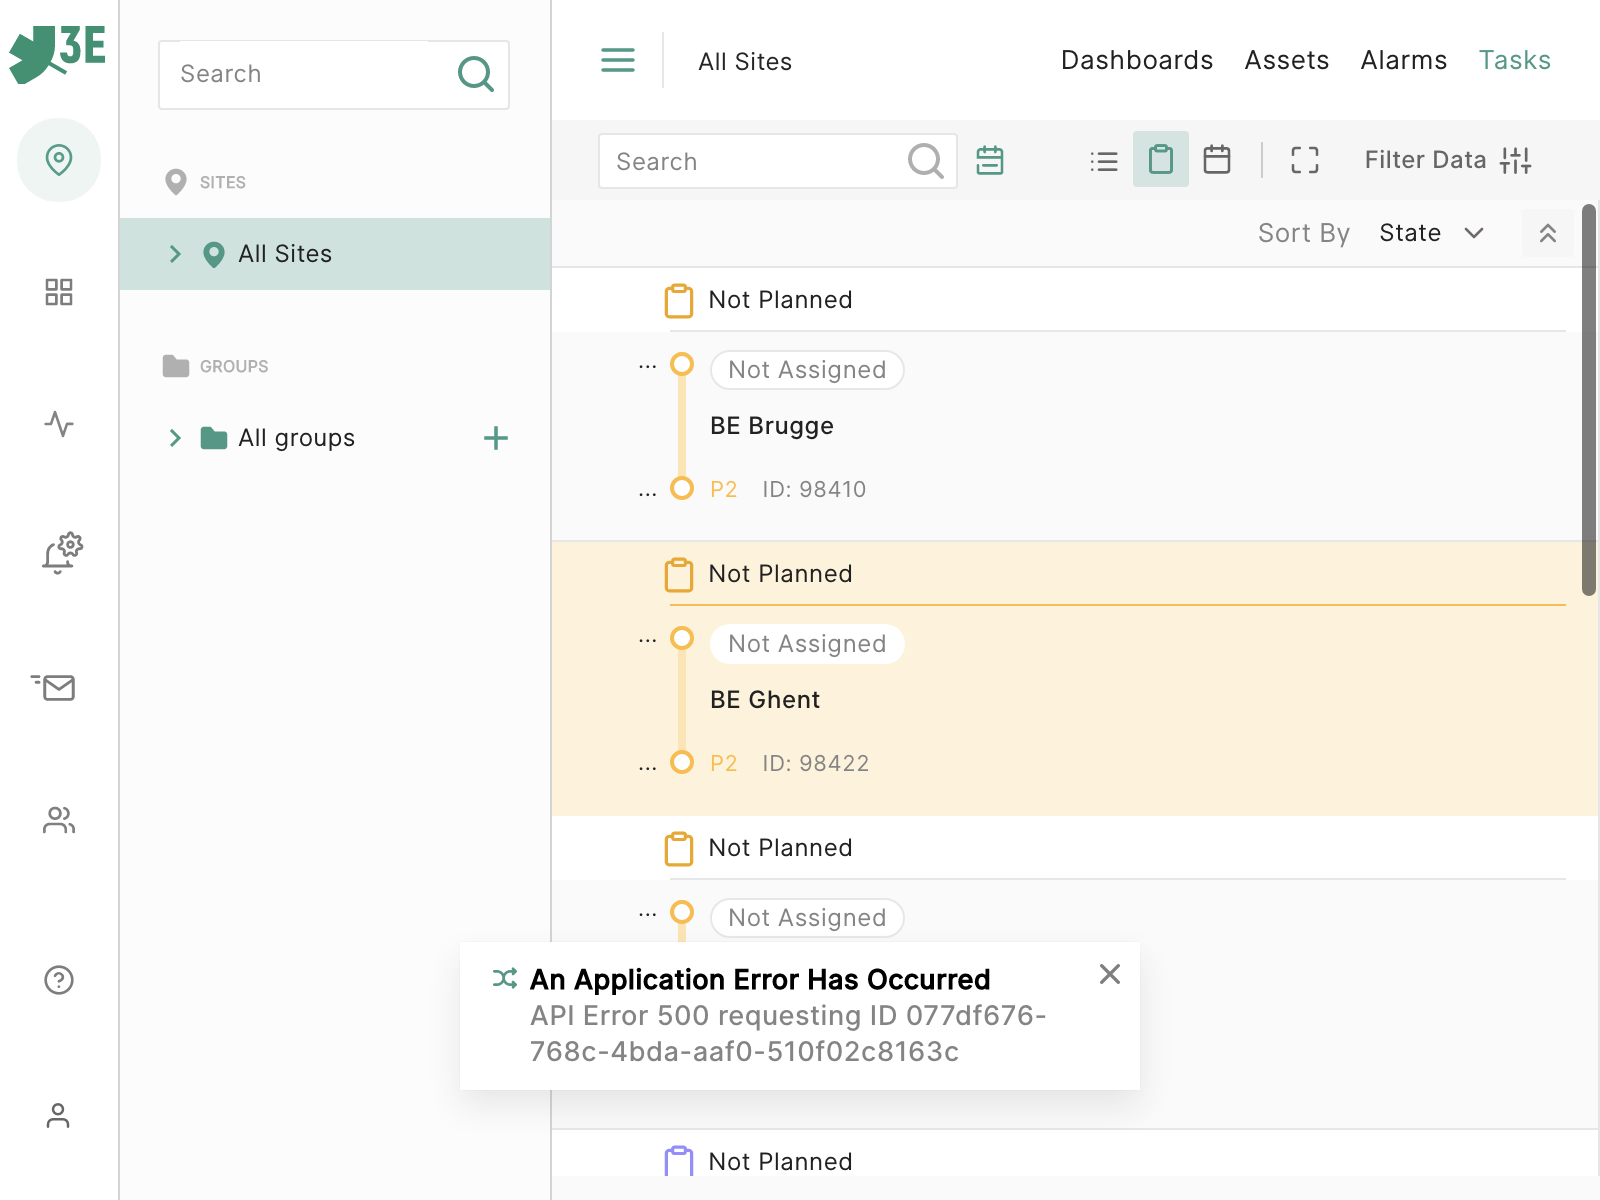 3E
Search
SITES
All Sites
GROUPS
All groups
All Sites
Dashboards Assets Alarms Tasks
Search
Filter Data
Sort By State
Not Planned
... Not Assigned
BE Brugge
... P2 ID: 98410
Not Planned
... Not Assigned
BE Ghent
... P2 ID: 98422
Not Planned
... Not Assigned
An Application Error Has Occurred
API Error 500 requesting ID 077df676-
768c-4bda-aaf0-510f02c8163c
Not Planned